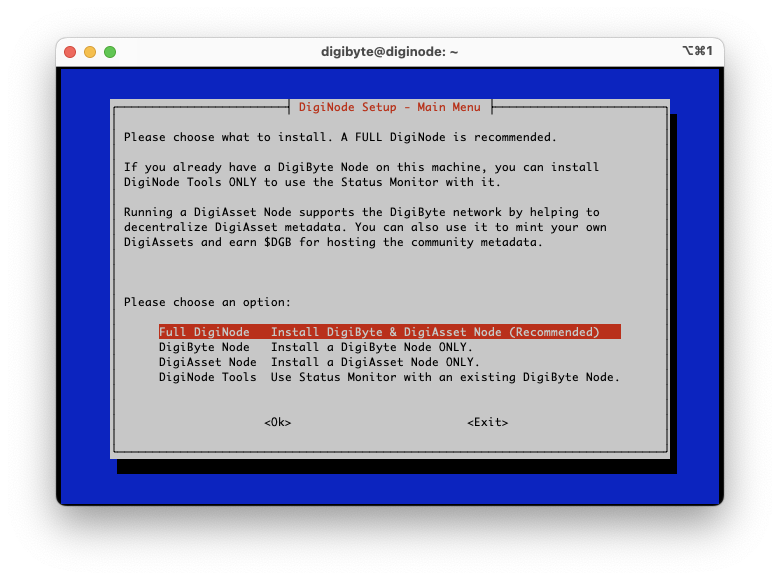 digibyte@diginode: ~
⌥⌘1
DigiNode Setup - Main Menu
Please choose what to install. A FULL DigiNode is recommended.
If you already have a DigiByte Node on this machine, you can install
DigiNode Tools ONLY to use the Status Monitor with it.
Running a DigiAsset Node supports the DigiByte network by helping to
decentralize DigiAsset metadata. You can also use it to mint your own
DigiAssets and earn $DGB for hosting the community metadata.
Please choose an option:
Full DigiNode   Install DigiByte & DigiAsset Node (Recommended)
DigiByte Node   Install a DigiByte Node ONLY.
DigiAsset Node  Install a DigiAsset Node ONLY.
DigiNode Tools  Use Status Monitor with an existing DigiByte Node.
<Ok>   <Exit>